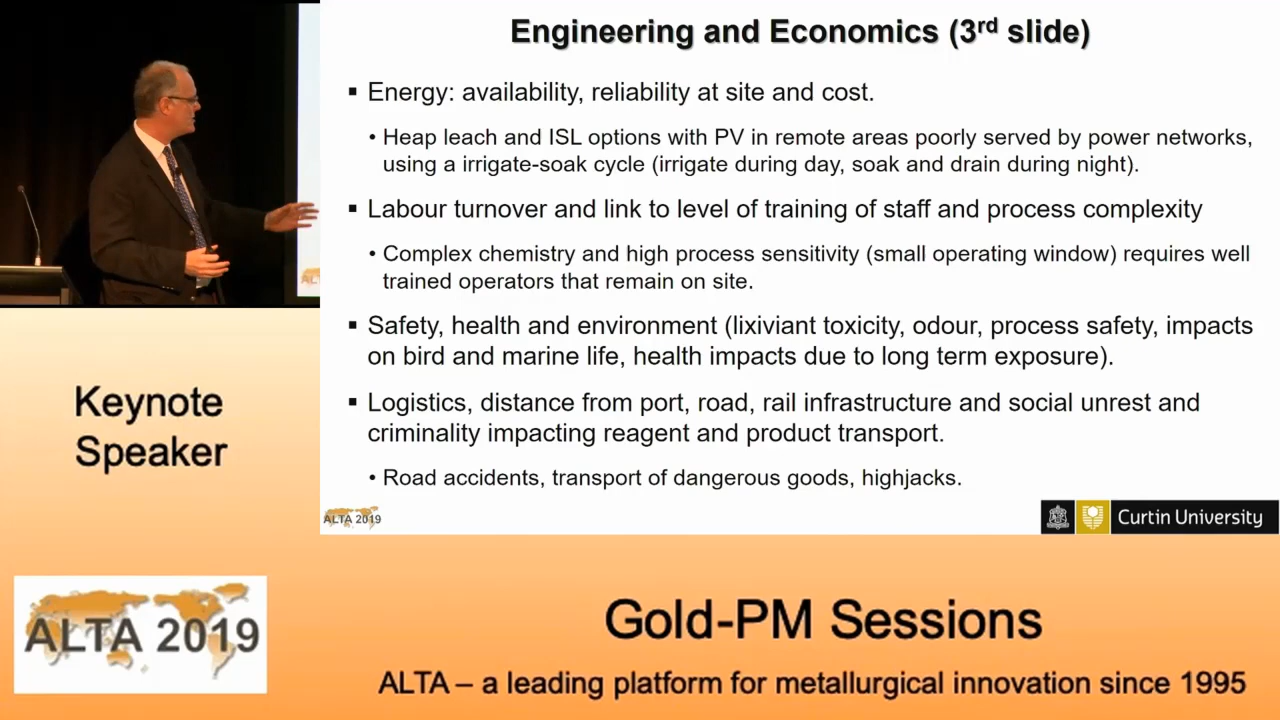 Engineering and Economics (3rd slide)
▪ Energy: availability, reliability at site and cost.
• Heap leach and ISL options with PV in remote areas poorly served by power networks,
using a irrigate-soak cycle (irrigate during day, soak and drain during night).
▪ Labour turnover and link to level of training of staff and process complexity
• Complex chemistry and high process sensitivity (small operating window) requires well
trained operators that remain on site.
▪ Safety, health and environment (lixiviant toxicity, odour, process safety, impacts
on bird and marine life, health impacts due to long term exposure).
▪ Logistics, distance from port, road, rail infrastructure and social unrest and
criminality impacting reagent and product transport.
• Road accidents, transport of dangerous goods, highjacks.
ALTA 2019
Curtin University
Keynote
Speaker
ALTA 2019
Gold-PM Sessions
ALTA – a leading platform for metallurgical innovation since 1995